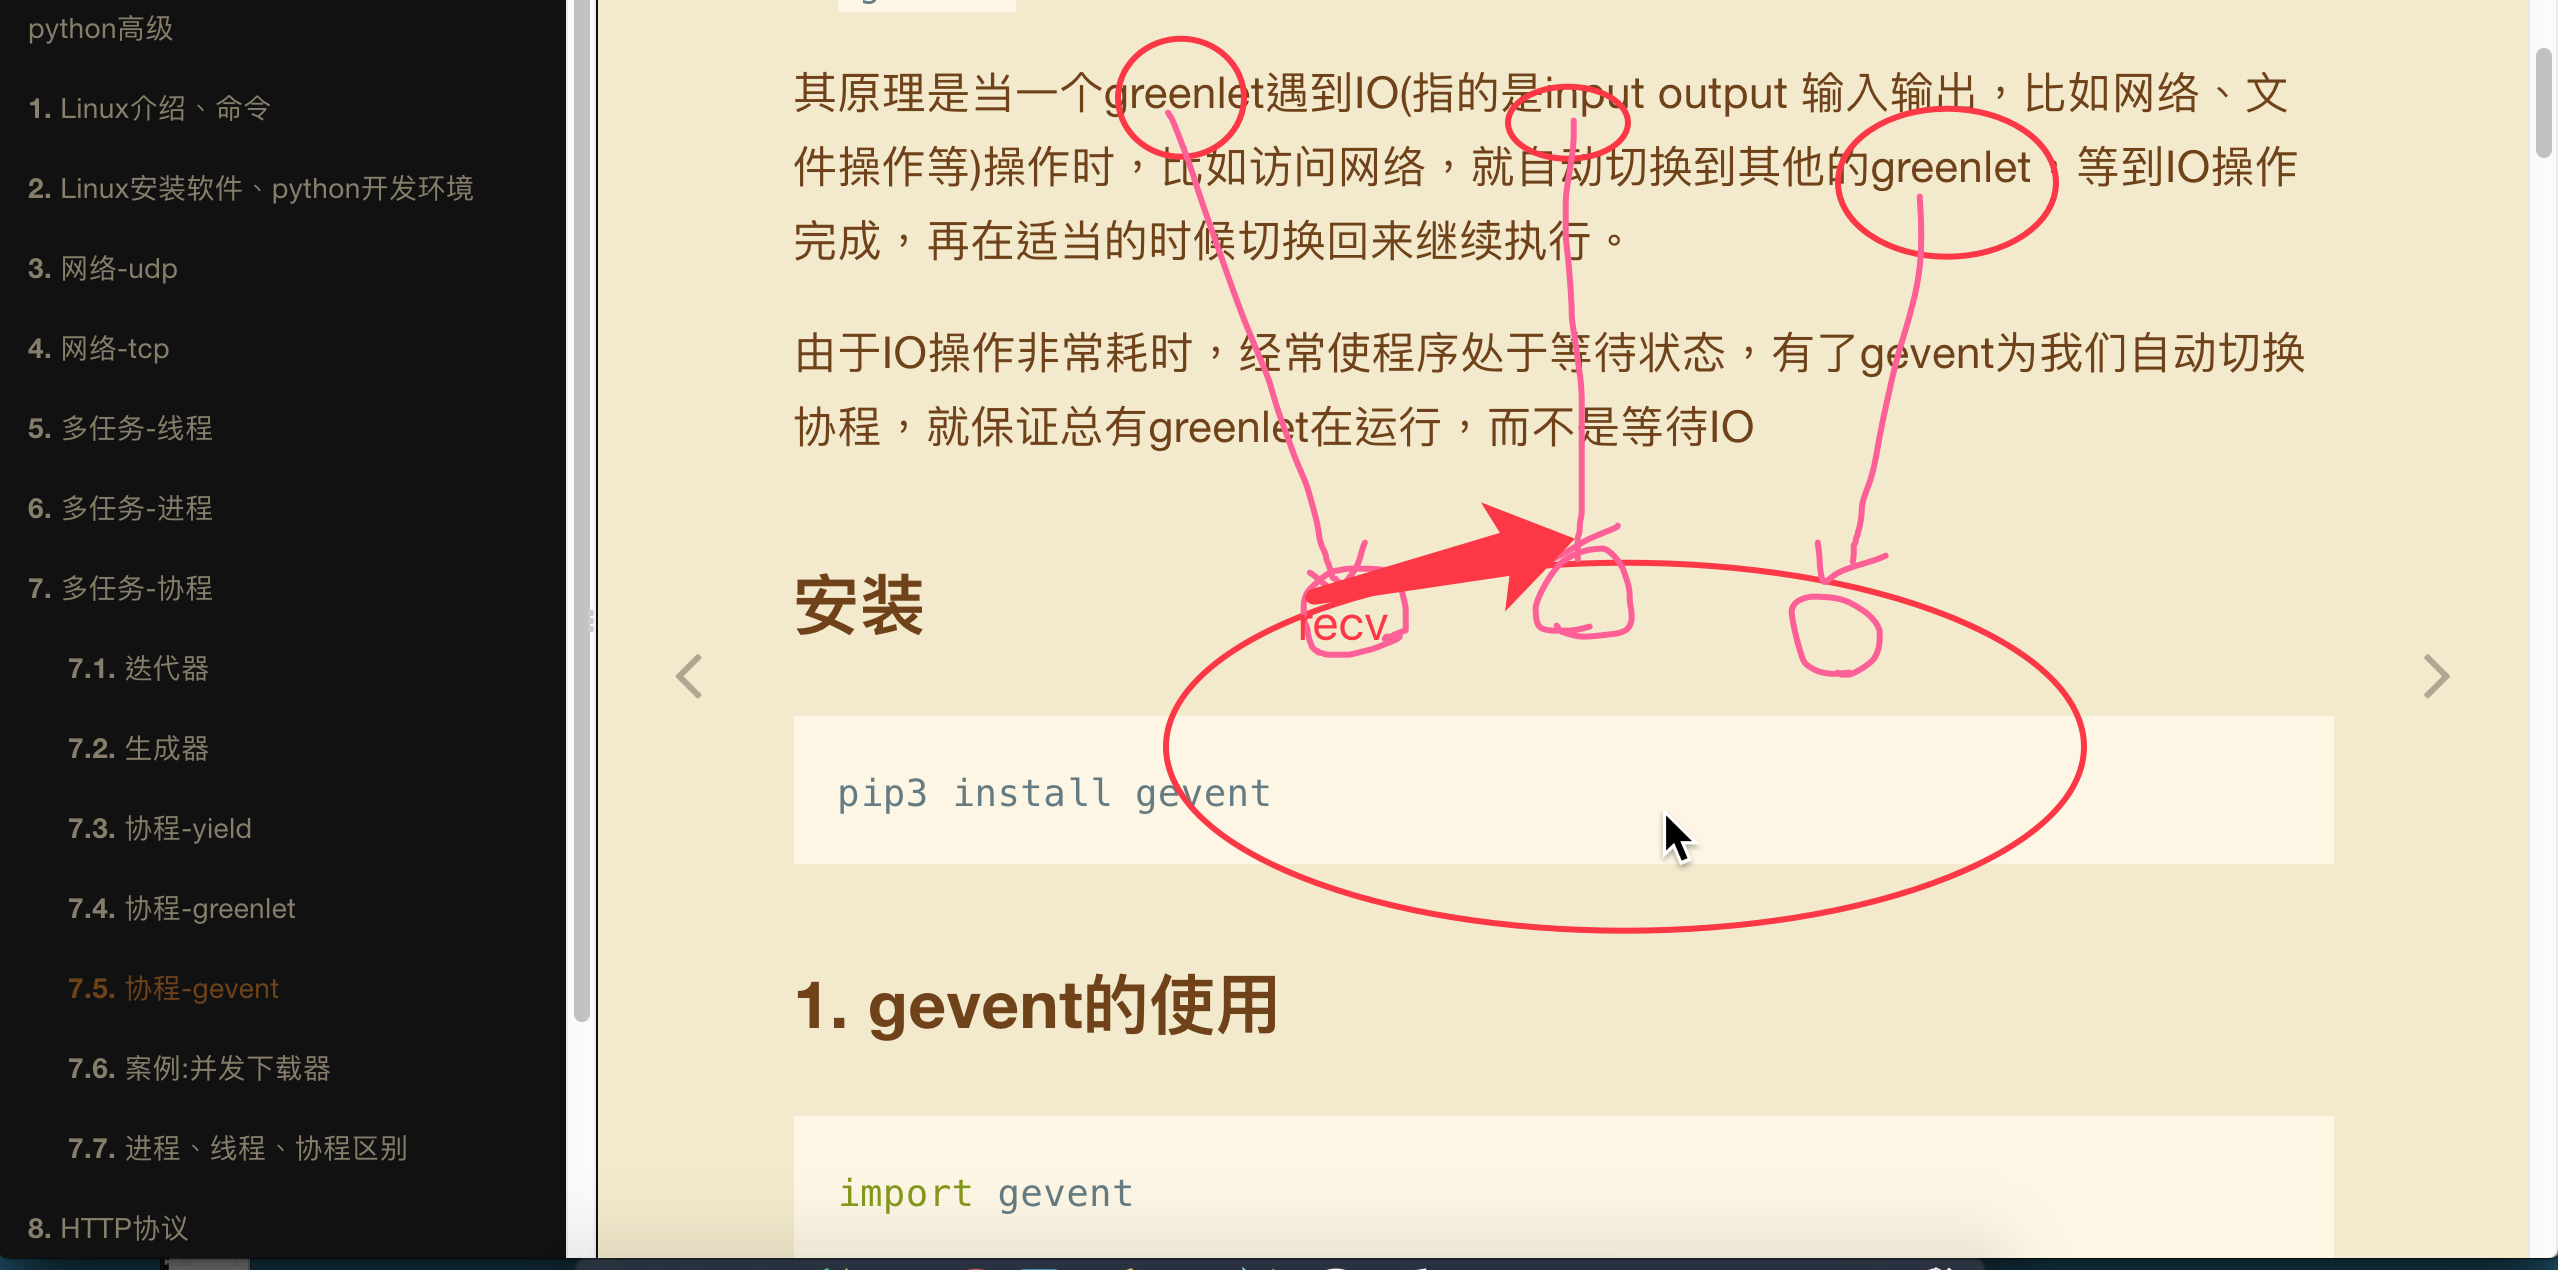 python高级
1. Linux介绍、命令
2. Linux安装软件、python开发环境
3. 网络-udp
4. 网络-tcp
5. 多任务-线程
6. 多任务-进程
7. 多任务-协程
7.1. 迭代器
7.2. 生成器
7.3. 协程-yield
7.4. 协程-greenlet
7.5. 协程-gevent
7.6. 案例:并发下载器
7.7. 进程、线程、协程区别
8. HTTP协议
其原理是当一个greenlet遇到IO(指的是input output 输入输出，比如网络、文
件操作等)操作时，比如访问网络，就自动切换到其他的greenlet，等到IO操作
完成，再在适当的时候切换回来继续执行。
由于IO操作非常耗时，经常使程序处于等待状态，有了gevent为我们自动切换
协程，就保证总有greenlet在运行，而不是等待IO
安装
recv
pip3 install gevent
1. gevent的使用
import gevent